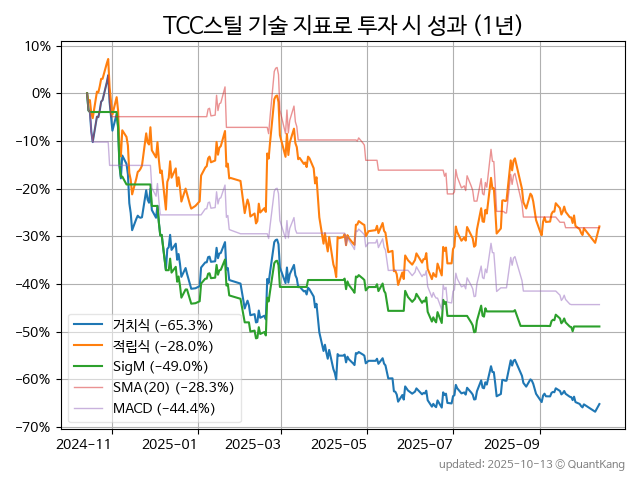 TCC스틸 기술 지표로 투자 시 성과 (1년)
10%
0%
−10%
−20%
−30%
−40%
−50%
−60%
−70%
거치식 (−65.3%)
적립식 (−28.0%)
SigM (−49.0%)
SMA(20) (−28.3%)
MACD (−44.4%)
2024-11 2025-01 2025-03 2025-05 2025-07 2025-09
updated: 2025-10-13 ⓒ QuantKang